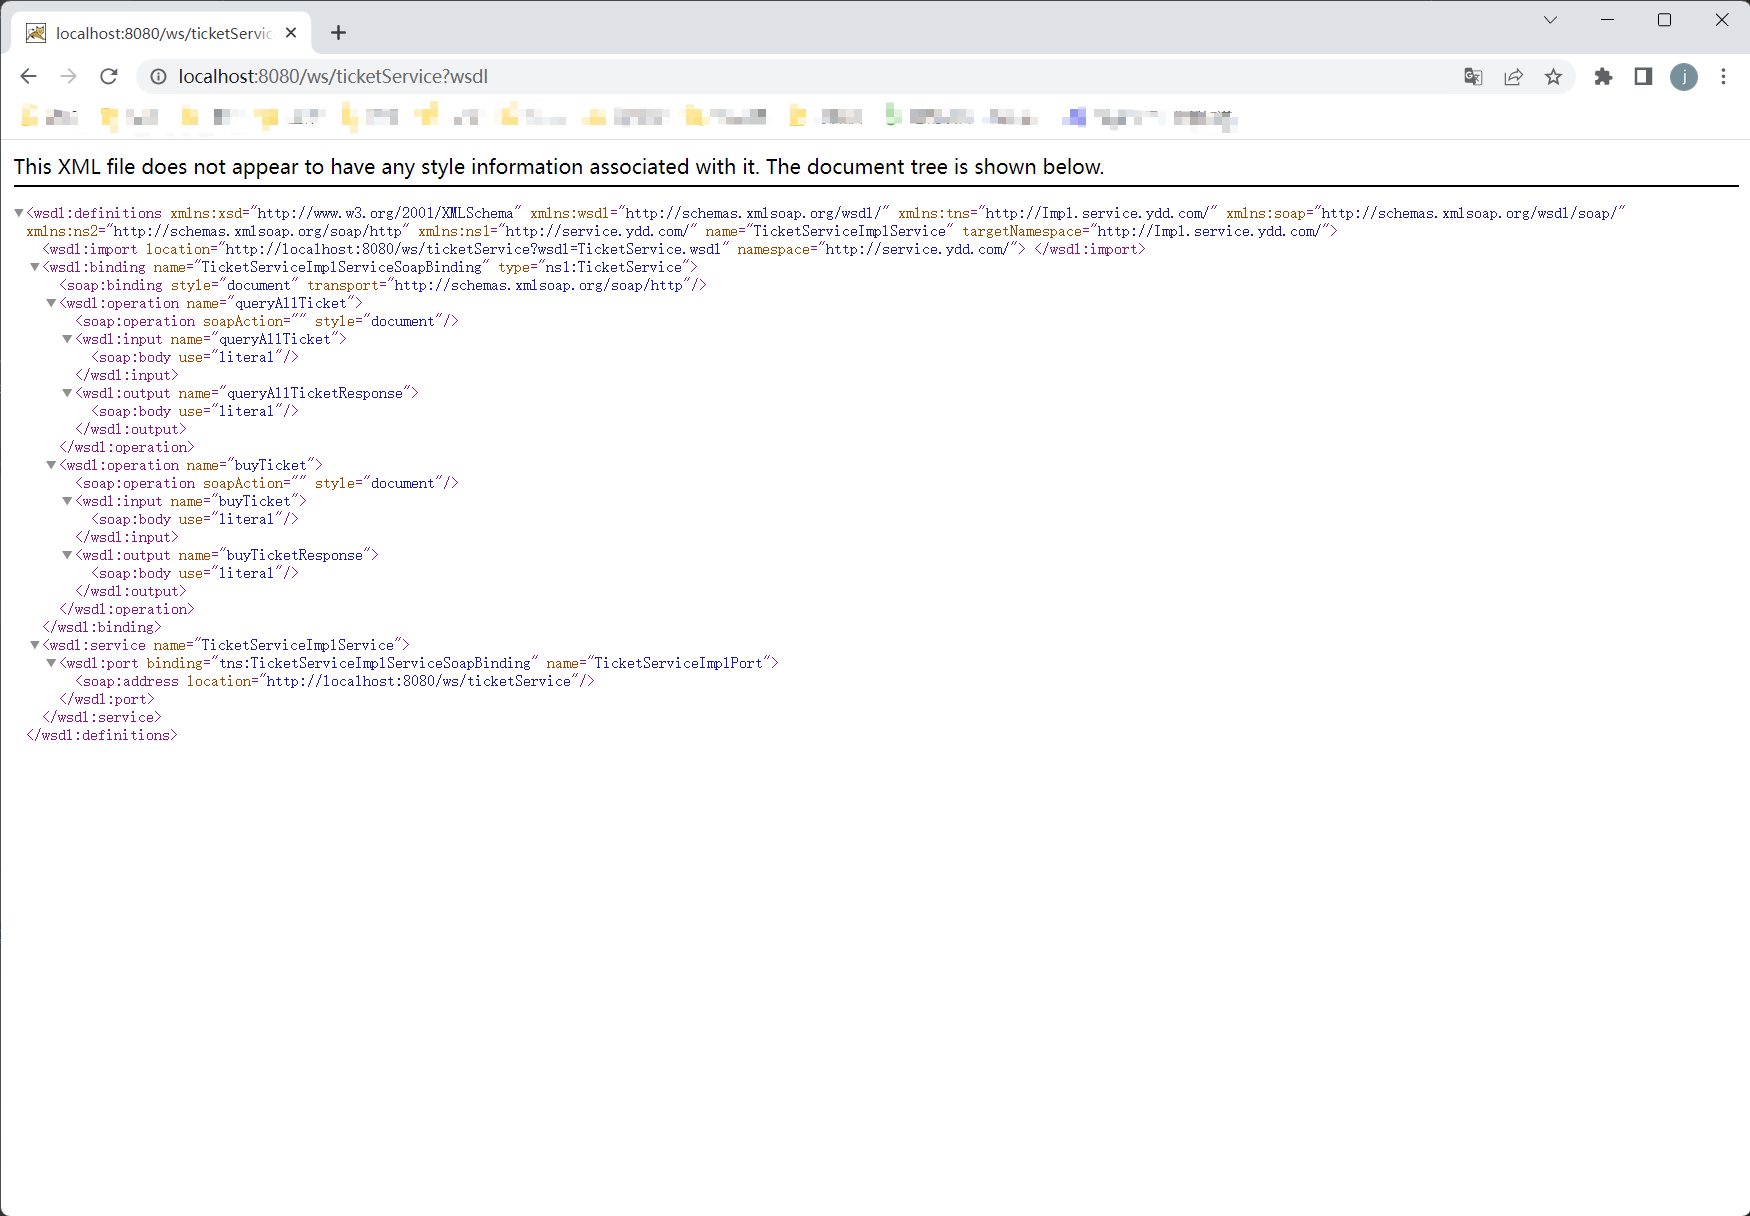 localhost:8080/ws/ticketServic
localhost:8080/ws/ticketService?wsdl
j
This XML file does not appear to have any style information associated with it. The document tree is shown below.
<wsdl:definitions xmlns:xsd="http://www.w3.org/2001/XMLSchema" xmlns:wsdl="http://schemas.xmlsoap.org/wsdl/" xmlns:tns="http://Impl.service.ydd.com/" xmlns:soap="http://schemas.xmlsoap.org/wsdl/soap/"
xmlns:ns2="http://schemas.xmlsoap.org/soap/http" xmlns:ns1="http://service.ydd.com/" name="TicketServiceImplService" targetNamespace="http://Impl.service.ydd.com/">
<wsdl:import location="http://localhost:8080/ws/ticketService?wsdl=TicketService.wsdl" namespace="http://service.ydd.com/"> </wsdl:import>
<wsdl:binding name="TicketServiceImplServiceSoapBinding" type="ns1:TicketService">
<soap:binding style="document" transport="http://schemas.xmlsoap.org/soap/http"/>
<wsdl:operation name="queryAllTicket">
<soap:operation soapAction="" style="document"/>
<wsdl:input name="queryAllTicket">
<soap:body use="literal"/>
</wsdl:input>
<wsdl:output name="queryAllTicketResponse">
<soap:body use="literal"/>
</wsdl:output>
</wsdl:operation>
<wsdl:operation name="buyTicket">
<soap:operation soapAction="" style="document"/>
<wsdl:input name="buyTicket">
<soap:body use="literal"/>
</wsdl:input>
<wsdl:output name="buyTicketResponse">
<soap:body use="literal"/>
</wsdl:output>
</wsdl:operation>
</wsdl:binding>
<wsdl:service name="TicketServiceImplService">
<wsdl:port binding="tns:TicketServiceImplServiceSoapBinding" name="TicketServiceImplPort">
<soap:address location="http://localhost:8080/ws/ticketService"/>
</wsdl:port>
</wsdl:service>
</wsdl:definitions>